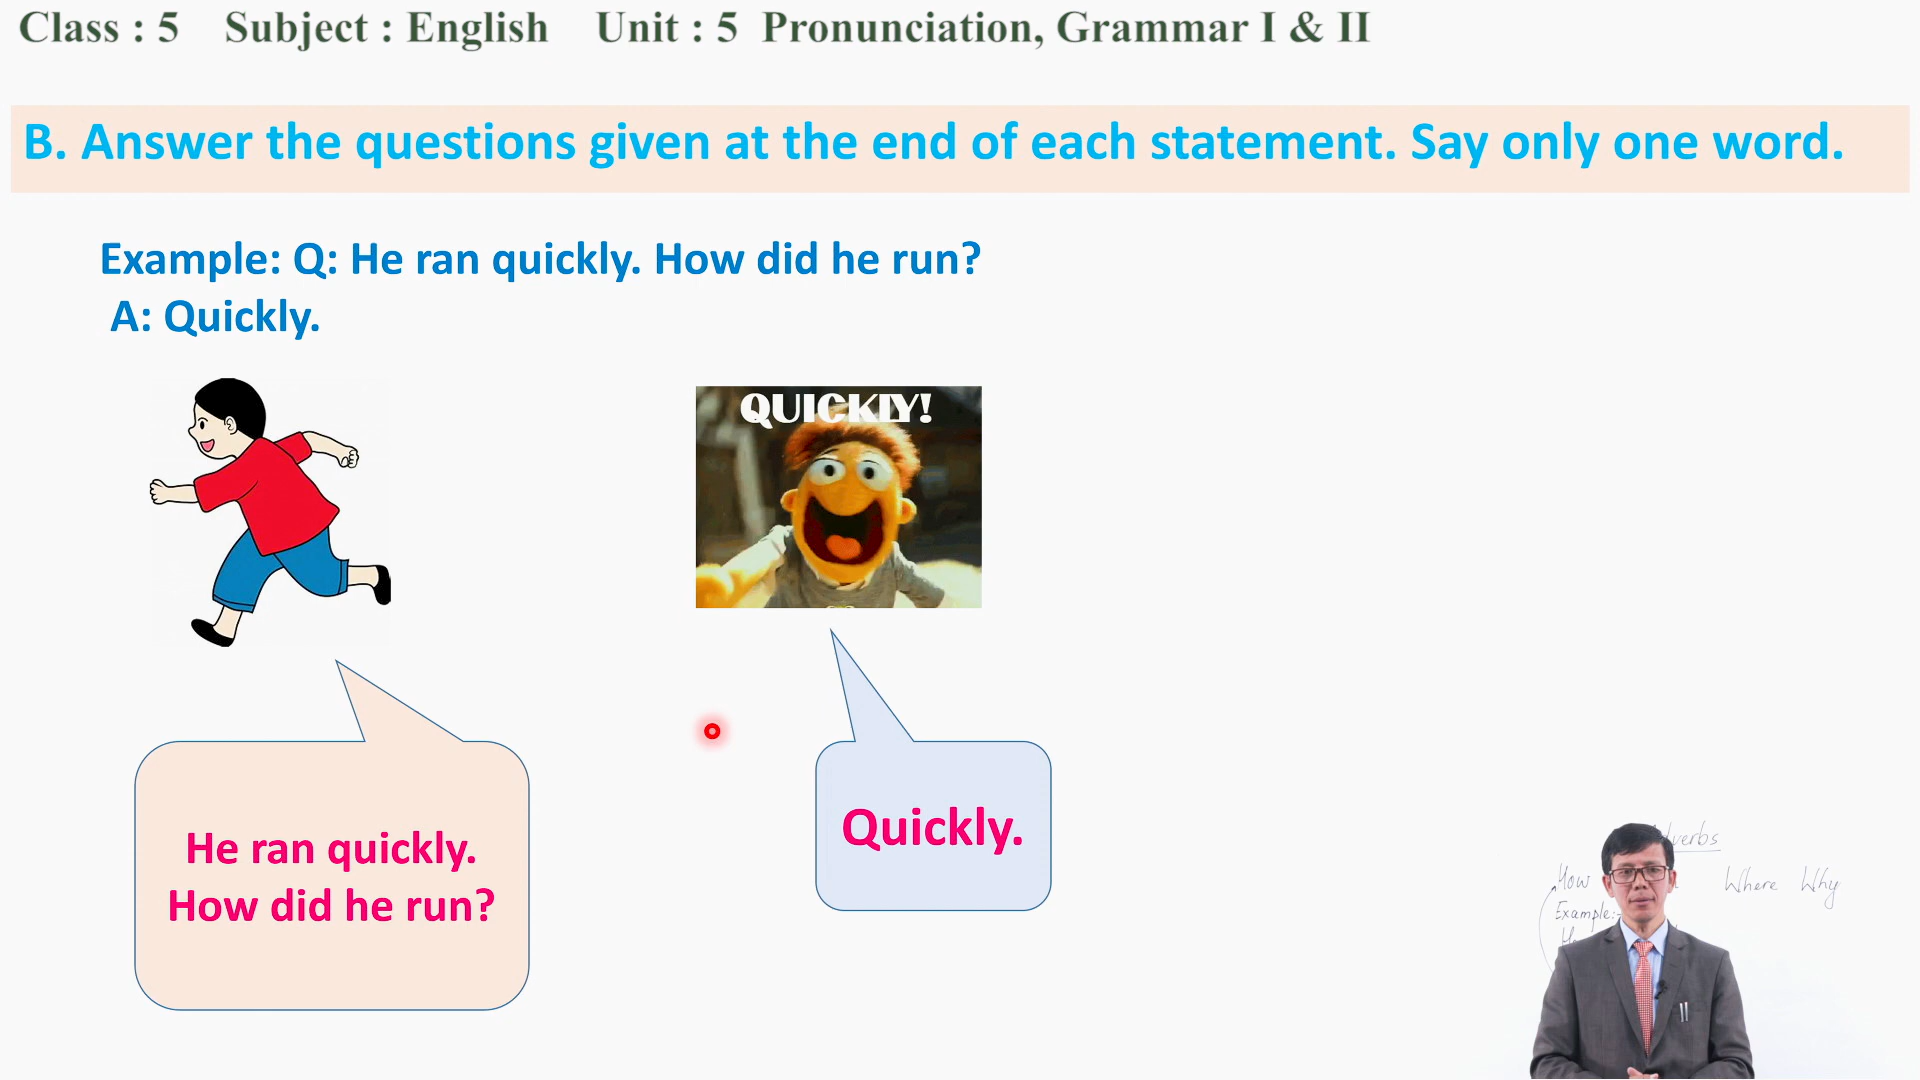 Class : 5 Subject : English Unit : 5 Pronunciation, Grammar I & II
B. Answer the questions given at the end of each statement. Say only one word.
Example: Q: He ran quickly. How did he run?
A: Quickly.
QUICKLY!
He ran quickly.
How did he run?
Quickly.
How Where Why
Example:-